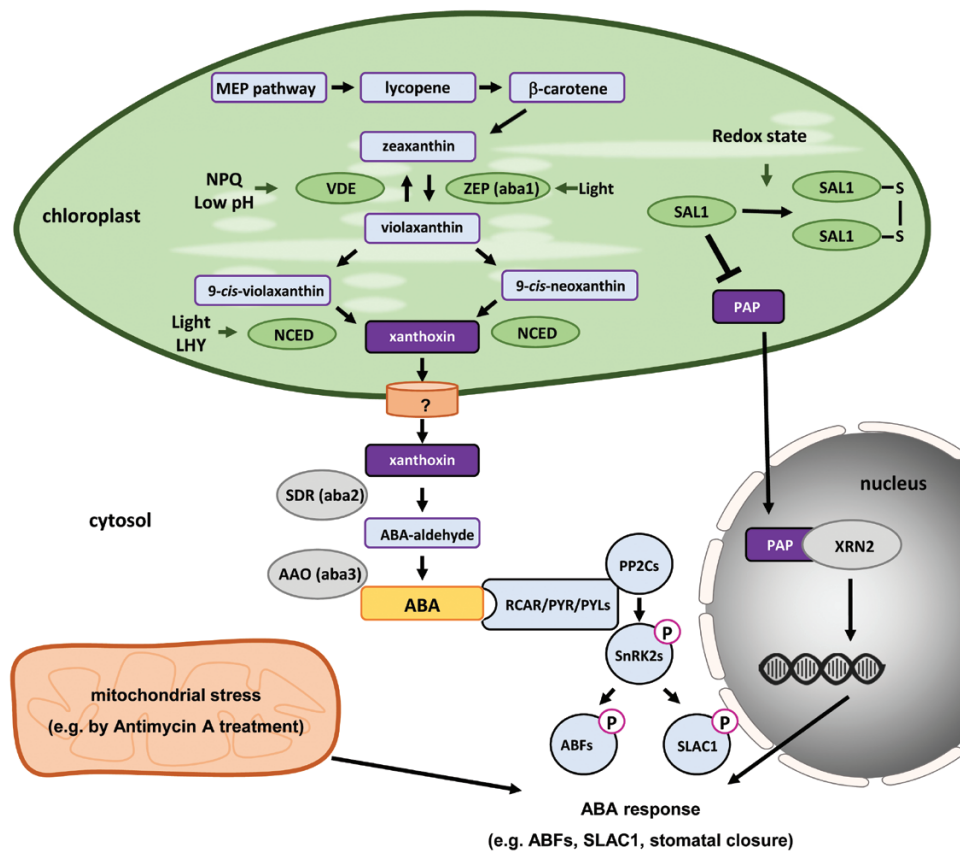 MEP pathway
lycopene
β-carotene
zeaxanthin
Redox state
NPQ
Low pH
VDE
ZEP (aba1)
Light
SAL1
S
SAL1
SAL1
S
chloroplast
violaxanthin
9-cis-violaxanthin
9-cis-neoxanthin
PAP
Light
LHY
NCED
xanthoxin
NCED
?
xanthoxin
nucleus
SDR (aba2)
cytosol
ABA-aldehyde
PAP
XRN2
AAO (aba3)
PP2Cs
ABA
RCAR/PYR/PYLs
P
SnRK2s
mitochondrial stress
(e.g. by Antimycin A treatment)
P
ABFs
P
SLAC1
ABA response
(e.g. ABFs, SLAC1, stomatal closure)